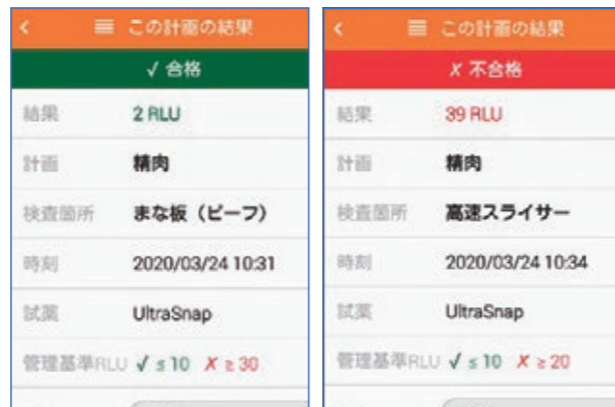 < ≡ この計画の結果
✓ 合格
結果 2 RLU
計画 精肉
検査箇所 まな板（ビーフ）
時刻 2020/03/24 10:31
試薬 UltraSnap
管理基準RLU ✓ ≤ 10 ✗ ≥ 30
< ≡ この計画の結果
✗ 不合格
結果 39 RLU
計画 精肉
検査箇所 高速スライサー
時刻 2020/03/24 10:34
試薬 UltraSnap
管理基準RLU ✓ ≤ 10 ✗ ≥ 20